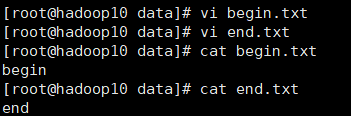 [root@hadoop10 data]# vi begin.txt
[root@hadoop10 data]# vi end.txt
[root@hadoop10 data]# cat begin.txt
begin
[root@hadoop10 data]# cat end.txt
end